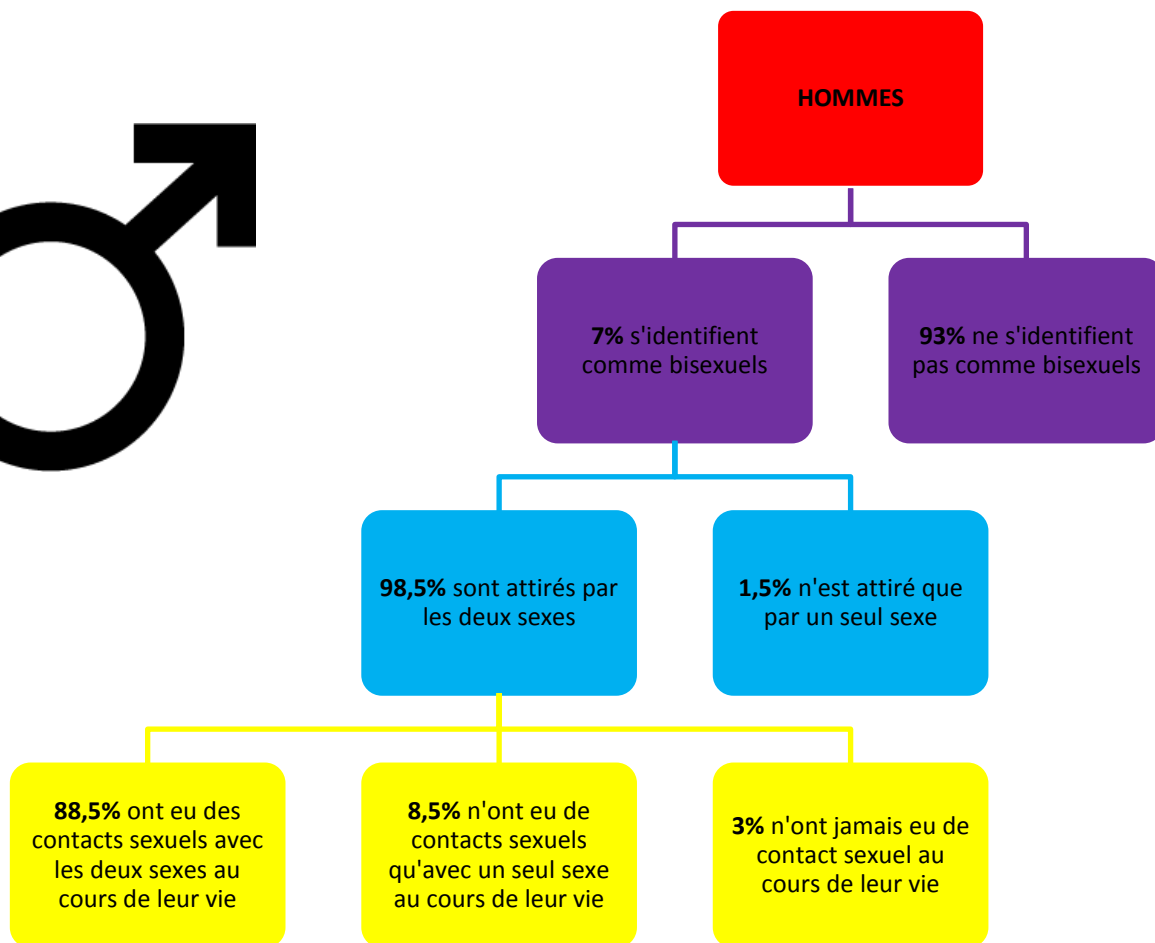 HOMMES
7% s'identifient
comme bisexuels
93% ne s'identifient
pas comme bisexuels
98,5% sont attirés par
les deux sexes
1,5% n'est attiré que
par un seul sexe
88,5% ont eu des
contacts sexuels avec
les deux sexes au
cours de leur vie
8,5% n'ont eu de
contacts sexuels
qu'avec un seul sexe
au cours de leur vie
3% n'ont jamais eu de
contact sexuel au
cours de leur vie